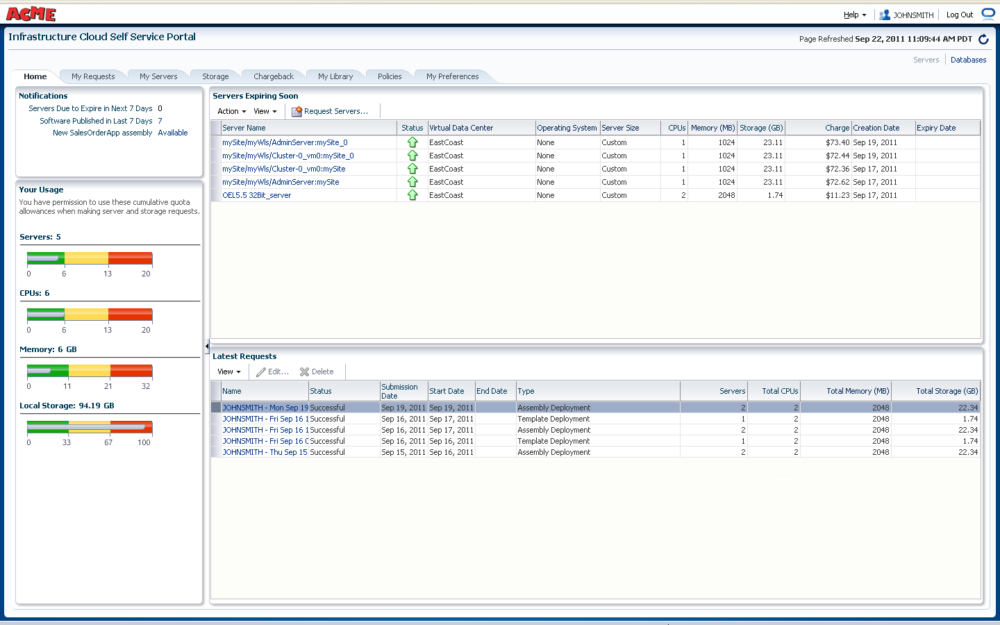 ACME
Help JOHNSMITH Log Out
Infrastructure Cloud Self Service Portal
Page Refreshed Sep 22, 2011 11:09:44 AM PDT
Servers Databases
Home My Requests My Servers Storage Chargeback My Library Policies My Preferences
Notifications
Servers Due to Expire in Next 7 Days 0
Software Published in Last 7 Days 7
New SalesOrderApp assembly Available
Your Usage
You have permission to use these cumulative quota
allowances when making server and storage requests.
Servers: 5
0 6 13 20
CPUs: 6
0 6 13 20
Memory: 6 GB
0 11 21 32
Local Storage: 94.19 GB
0 33 67 100
Servers Expiring Soon
Action View Request Servers...
Server Name Status Virtual Data Center Operating System Server Size CPUs Memory (MB) Storage (GB) Charge Creation Date Expiry Date
mySite/myWls/AdminServer:mySite_0 EastCoast None Custom 1 1024 23.11 $73.40 Sep 19, 2011
mySite/myWls/Cluster-0_vm0:mySite_0 EastCoast None Custom 1 1024 23.11 $72.44 Sep 19, 2011
mySite/myWls/Cluster-0_vm0:mySite EastCoast None Custom 1 1024 23.11 $72.36 Sep 17, 2011
mySite/myWls/AdminServer:mySite EastCoast None Custom 1 1024 23.11 $72.62 Sep 17, 2011
OEL5.5 32Bit_server EastCoast None Custom 2 2048 1.74 $11.23 Sep 17, 2011
Latest Requests
View Edit... Delete
Name Status Submission Date Start Date End Date Type Servers Total CPUs Total Memory (MB) Total Storage (GB)
JOHNSMITH - Mon Sep 19 Successful Sep 19, 2011 Sep 19, 2011 Assembly Deployment 2 2 2048 22.34
JOHNSMITH - Fri Sep 16 1 Successful Sep 16, 2011 Sep 17, 2011 Template Deployment 1 2 2048 1.74
JOHNSMITH - Fri Sep 16 1 Successful Sep 16, 2011 Sep 17, 2011 Assembly Deployment 2 2 2048 22.34
JOHNSMITH - Fri Sep 16 0 Successful Sep 16, 2011 Sep 16, 2011 Template Deployment 1 2 2048 1.74
JOHNSMITH - Thu Sep 15 Successful Sep 15, 2011 Sep 16, 2011 Assembly Deployment 2 2 2048 22.34